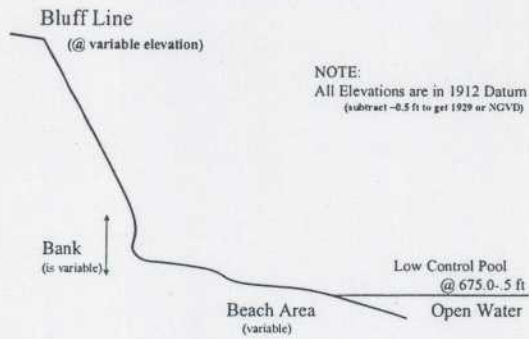 Bluff Line
(@ variable elevation)
NOTE:
All Elevations are in 1912 Datum
(subtract ~0.5 ft to get 1929 or NGVD)
Bank
(is variable)
Low Control Pool
@ 675.0-.5 ft
Beach Area
(variable)
Open Water